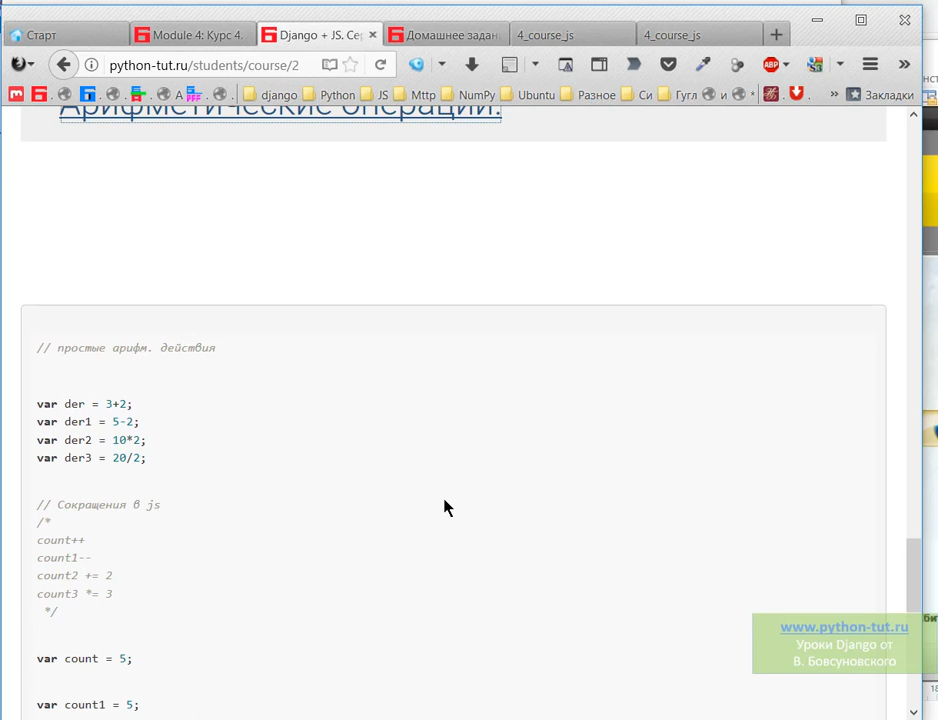 Старт
Module 4: Курс 4.
Django + JS. Се
Домашнее задан
4_course_js
4_course_js
python-tut.ru/students/course/2
ABP
django
Python
JS
Mttp
NumPy
Ubuntu
Разное
Си
Гугл
и
Закладки
Арифметические операции.
// простые арифм. действия
var der = 3+2;
var der1 = 5-2;
var der2 = 10*2;
var der3 = 20/2;
// Сокращения в js
/*
count++
count1--
count2 += 2
count3 *= 3
*/
var count = 5;
var count1 = 5;
www.python-tut.ru
Уроки Django от
В. Бовсуновского